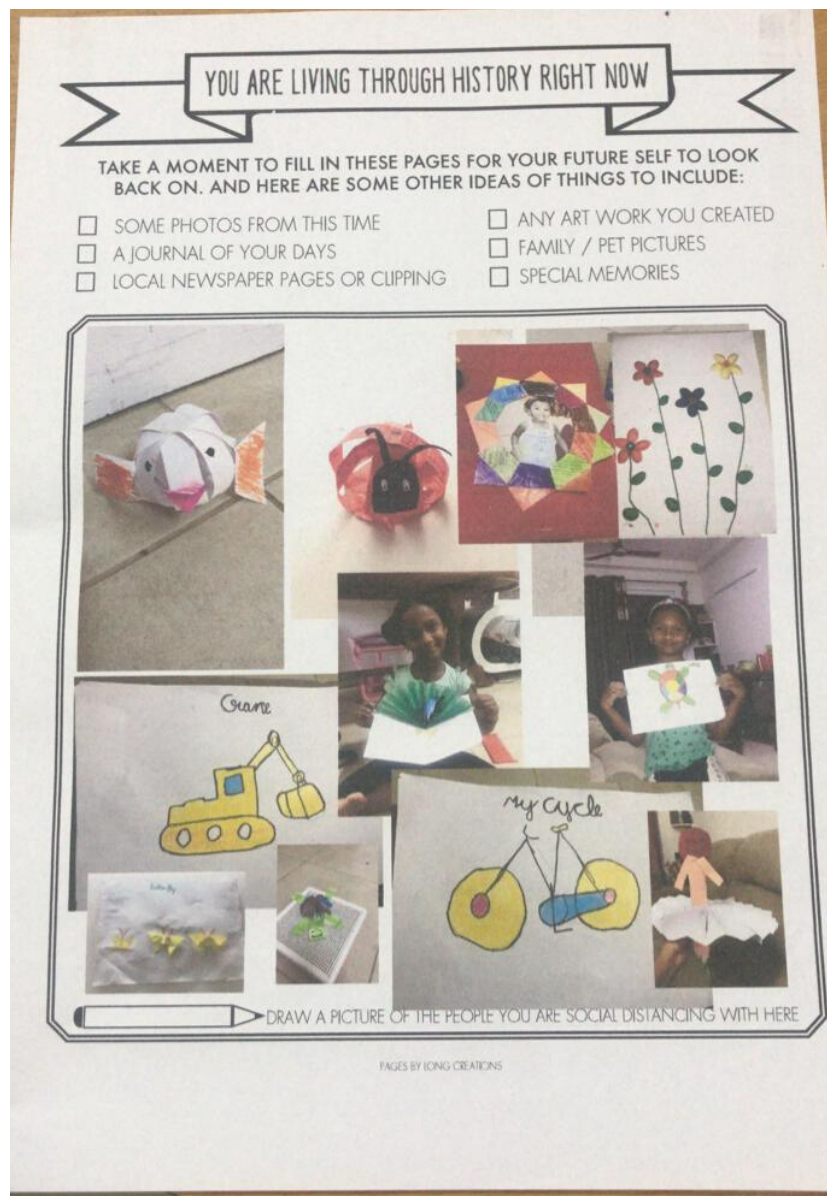 YOU ARE LIVING THROUGH HISTORY RIGHT NOW
TAKE A MOMENT TO FILL IN THESE PAGES FOR YOUR FUTURE SELF TO LOOK
BACK ON. AND HERE ARE SOME OTHER IDEAS OF THINGS TO INCLUDE:
SOME PHOTOS FROM THIS TIME
A JOURNAL OF YOUR DAYS
LOCAL NEWSPAPER PAGES OR CLIPPING
ANY ART WORK YOU CREATED
FAMILY / PET PICTURES
SPECIAL MEMORIES
Crane
My Cycle
DRAW A PICTURE OF THE PEOPLE YOU ARE SOCIAL DISTANCING WITH HERE
PAGES BY LONG CREATIONS